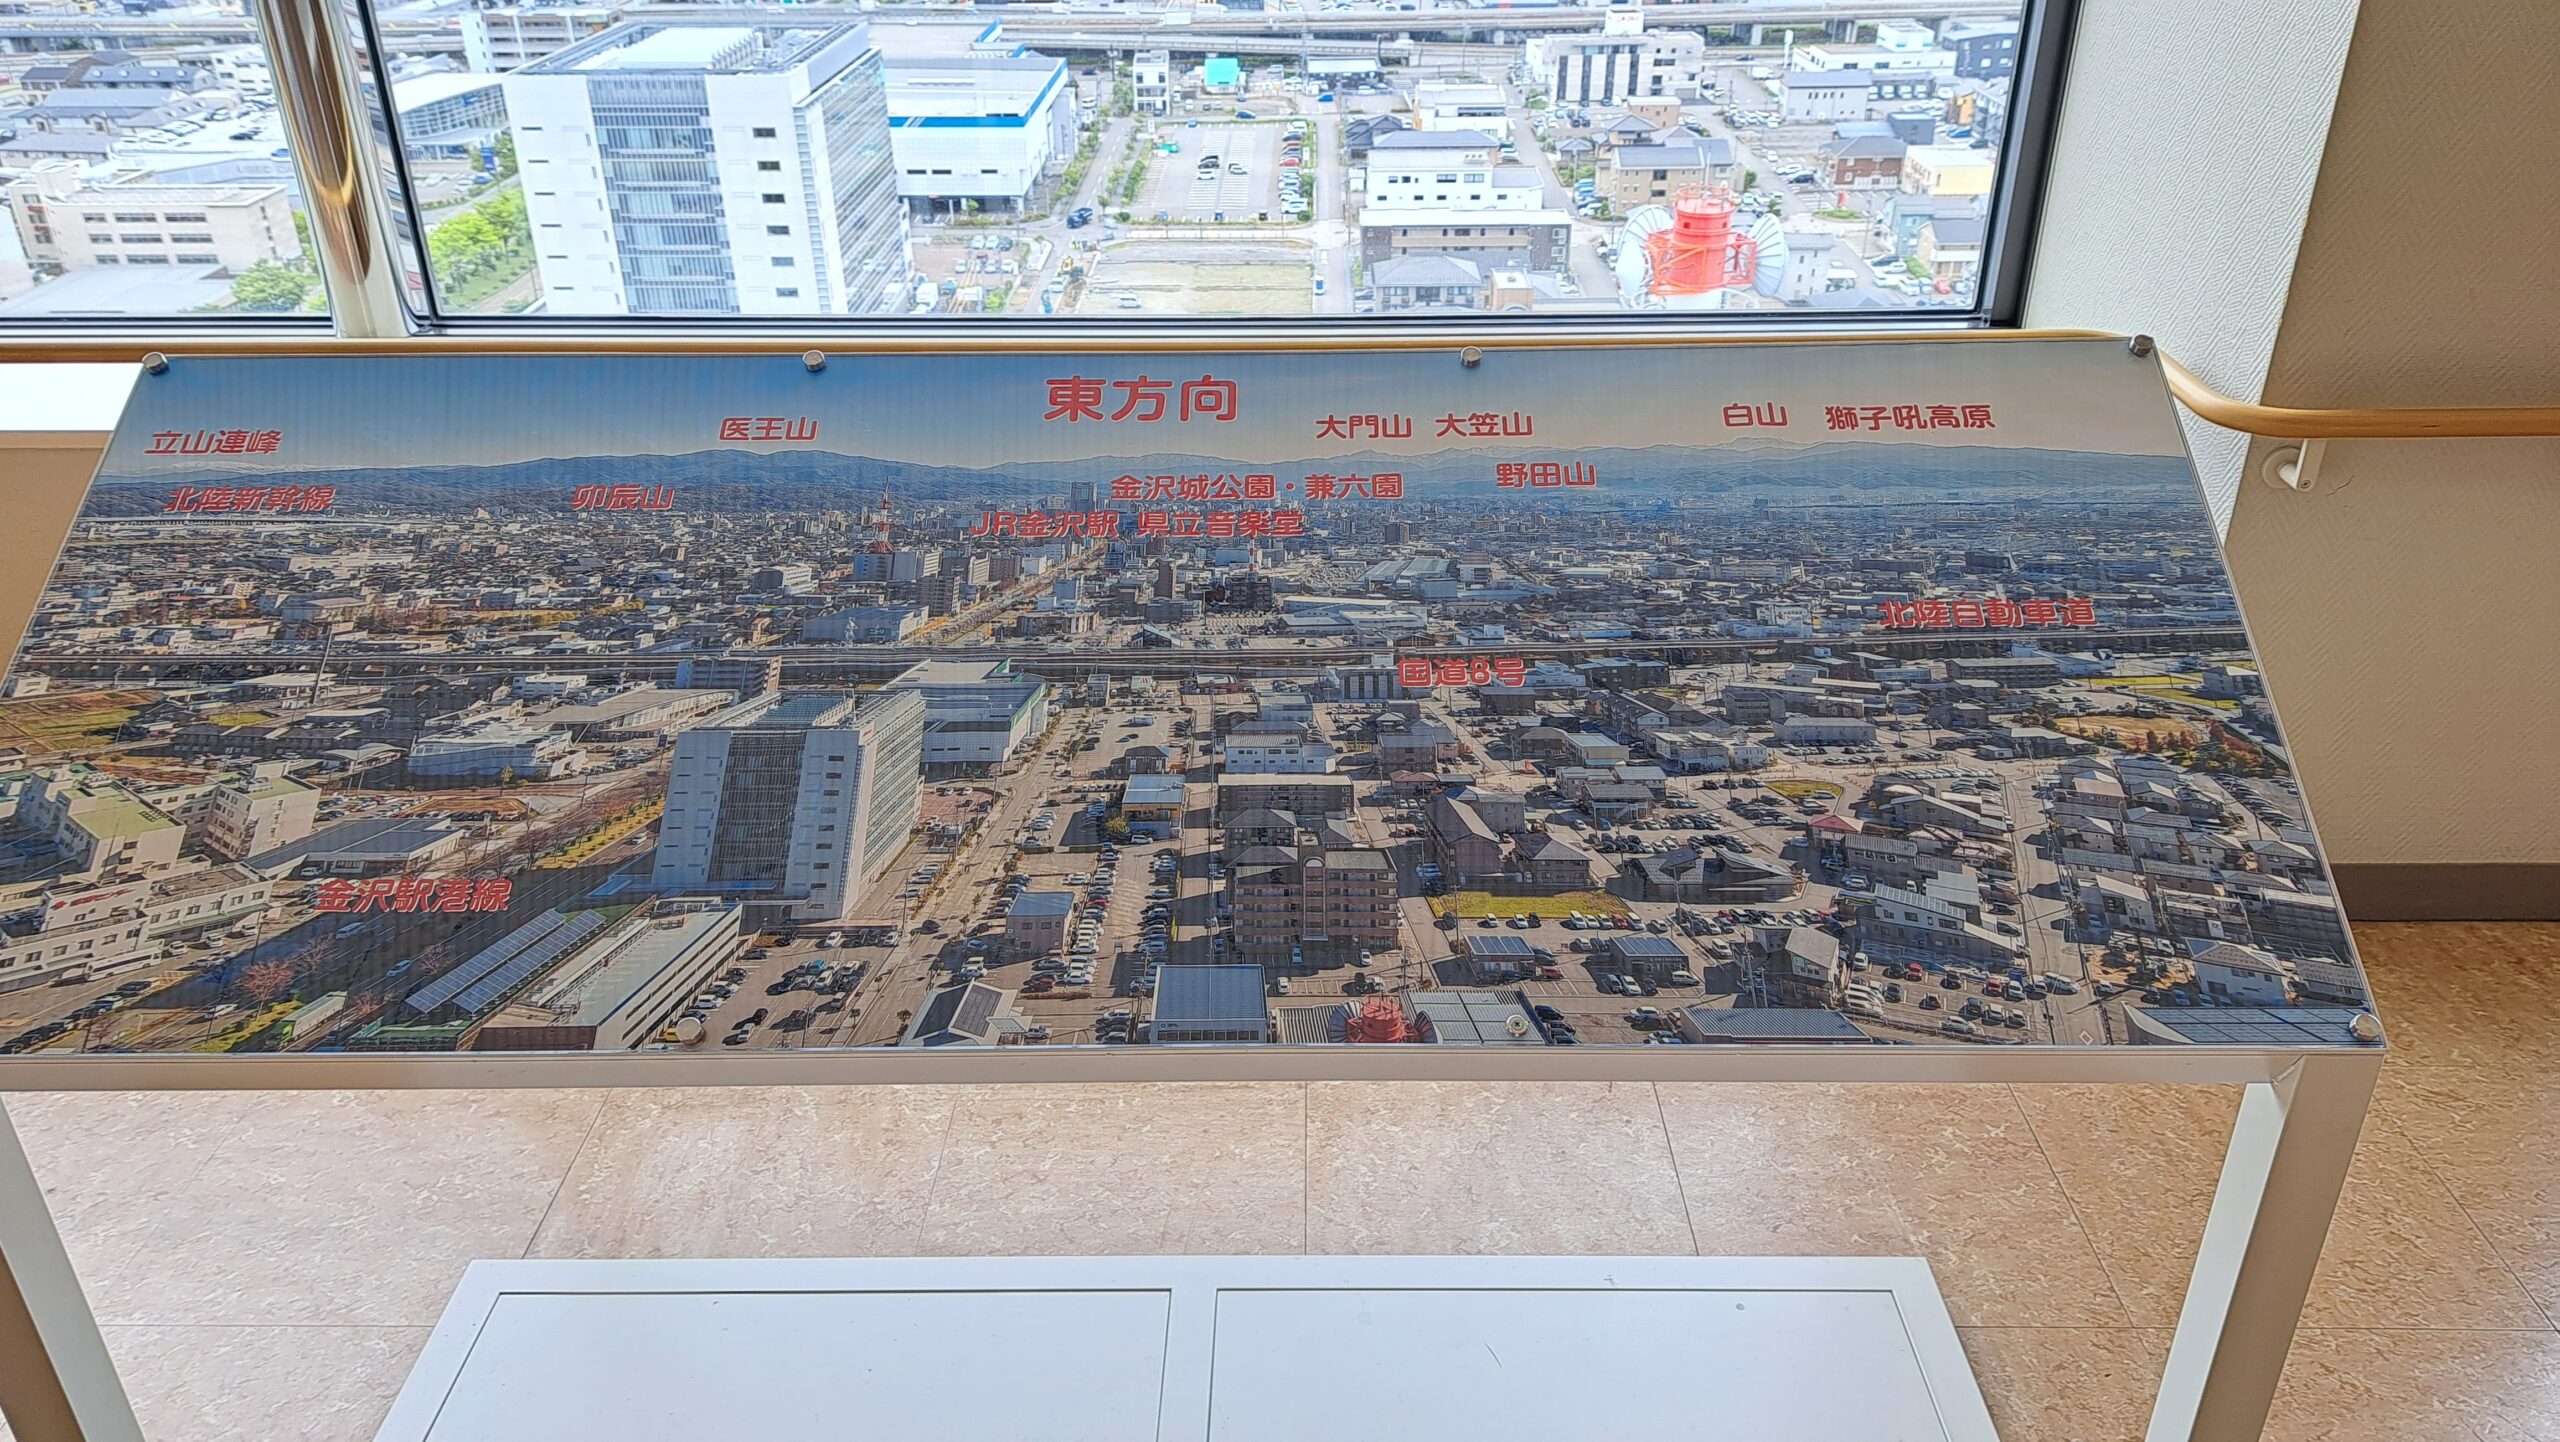 東方向
立山連峰
医王山
大門山 大笠山
白山 獅子吼高原
北陸新幹線
卯辰山
金沢城公園・兼六園
野田山
JR金沢駅 県立音楽堂
北陸自動車道
国道8号
金沢駅港線